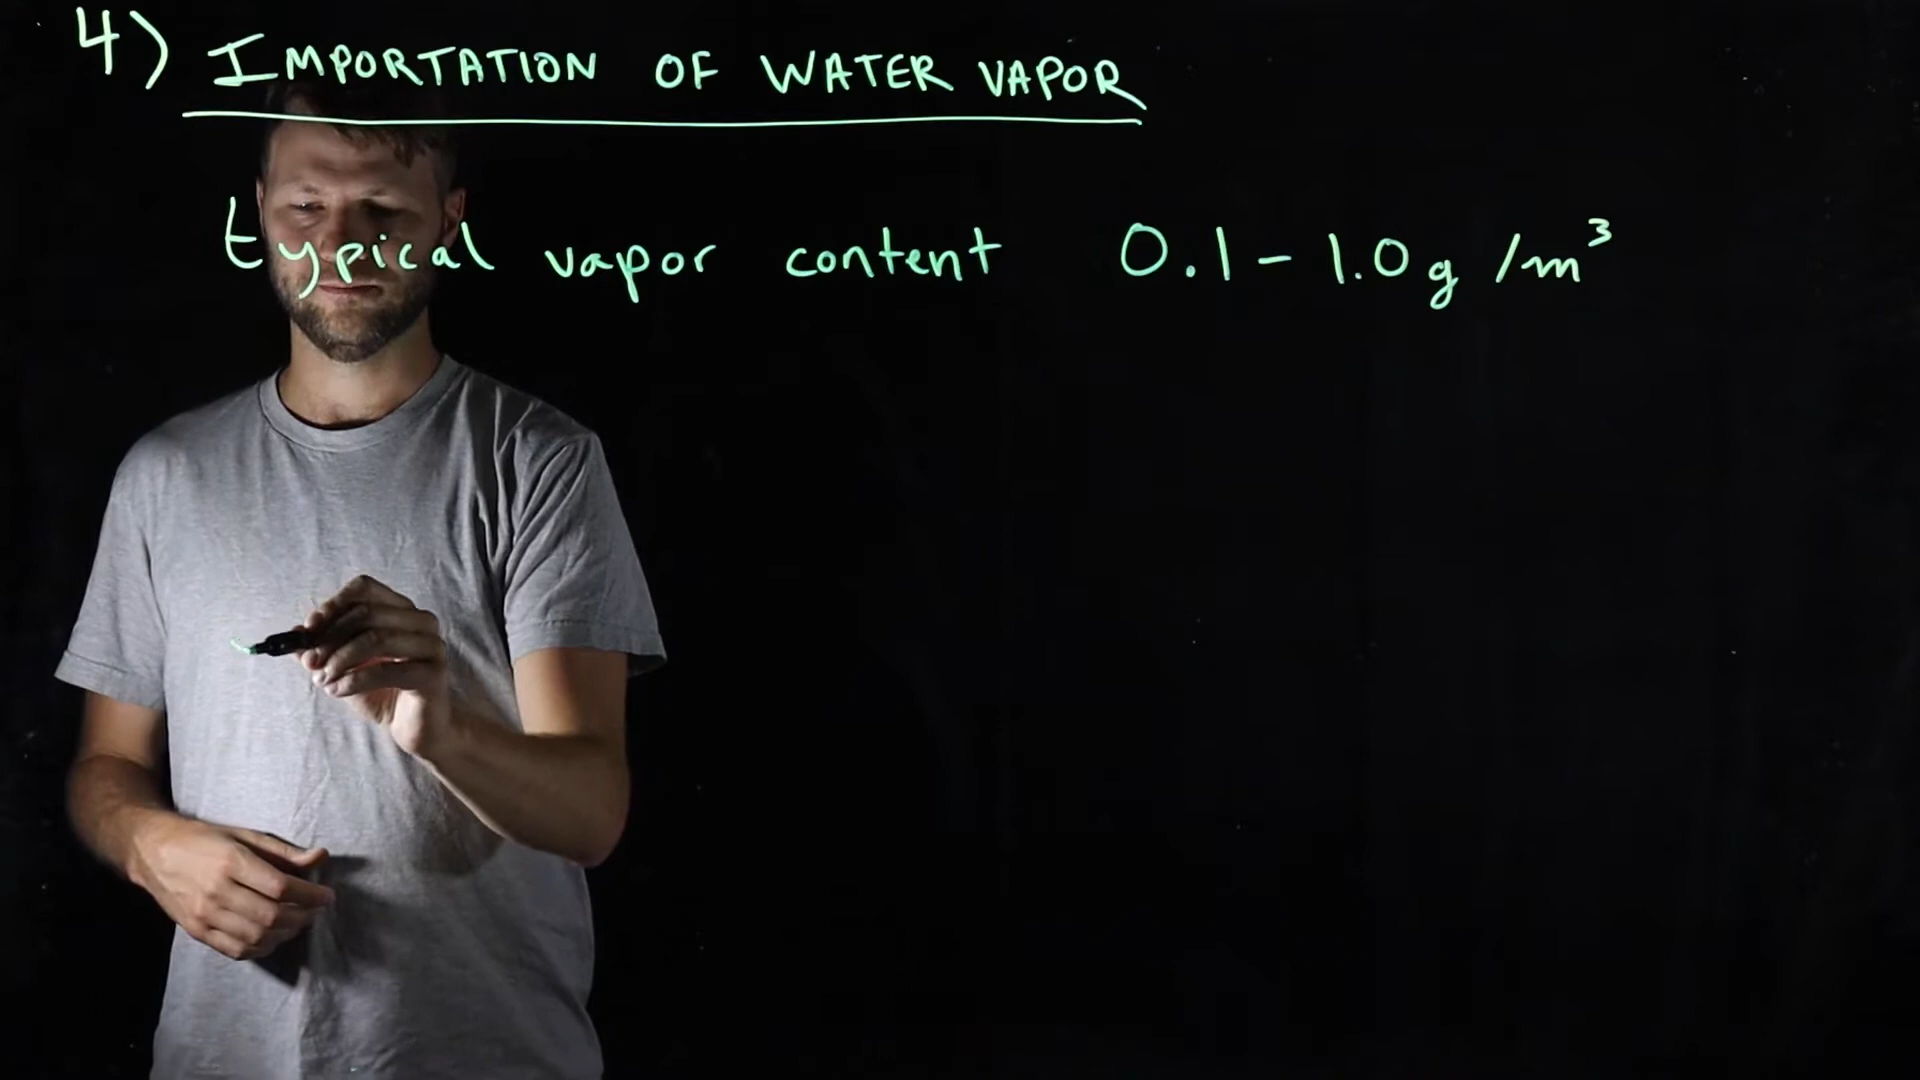 4) IMPORTATION OF WATER VAPOR
typical vapor content 0.1 - 1.0 g /m³